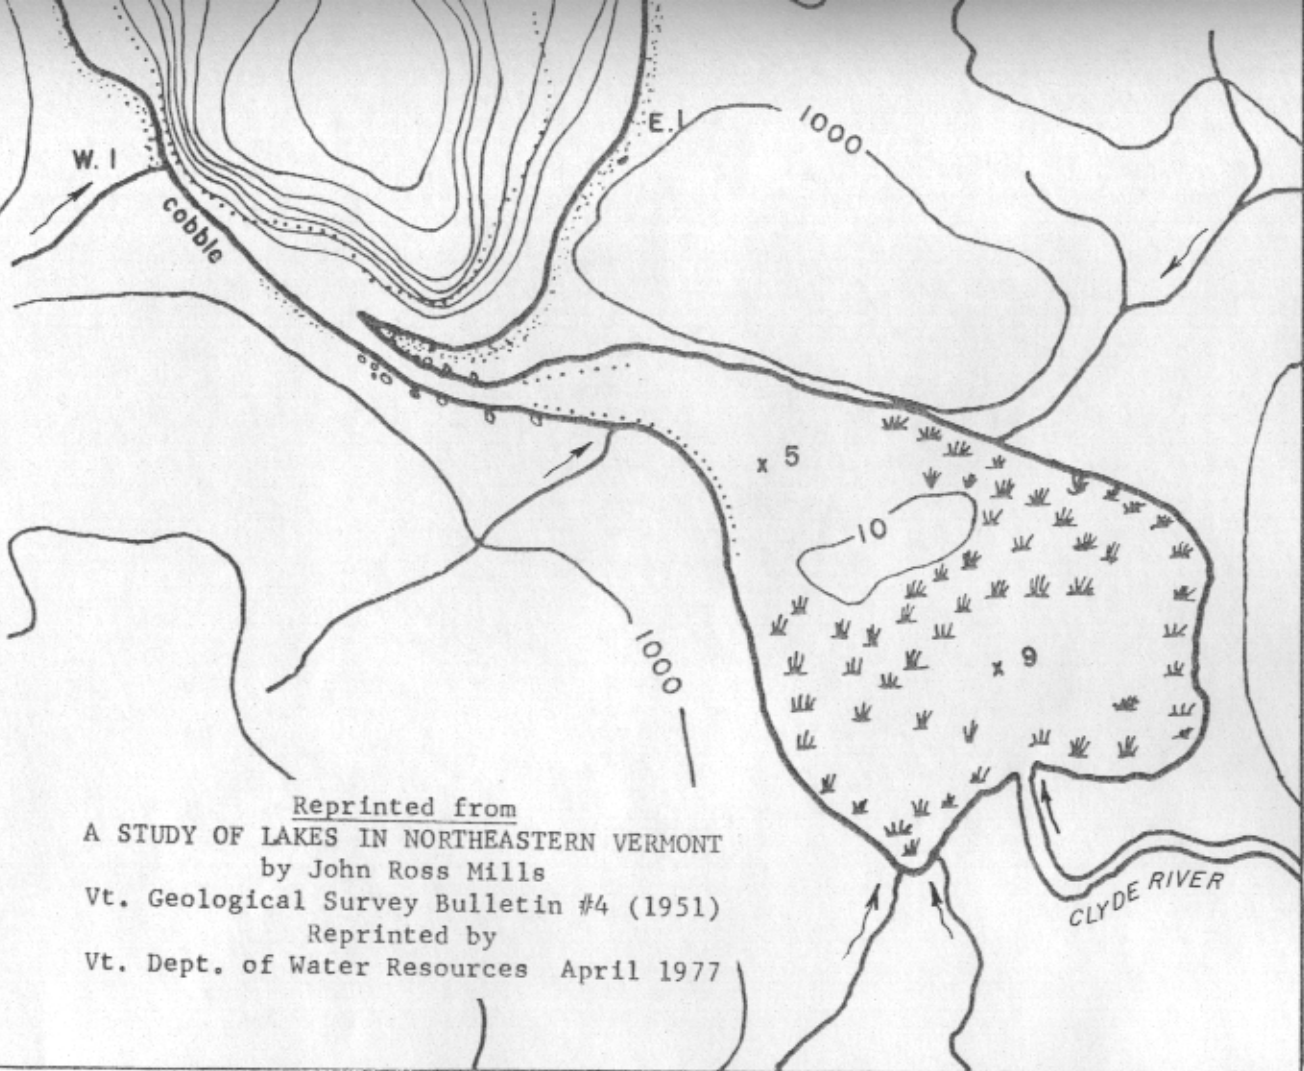 1000
E.I
W. I
cobble
5
10
9
1000
CLYDE RIVER
Reprinted from
A STUDY OF LAKES IN NORTHEASTERN VERMONT
by John Ross Mills
Vt. Geological Survey Bulletin #4 (1951)
Reprinted by
Vt. Dept. of Water Resources April 1977